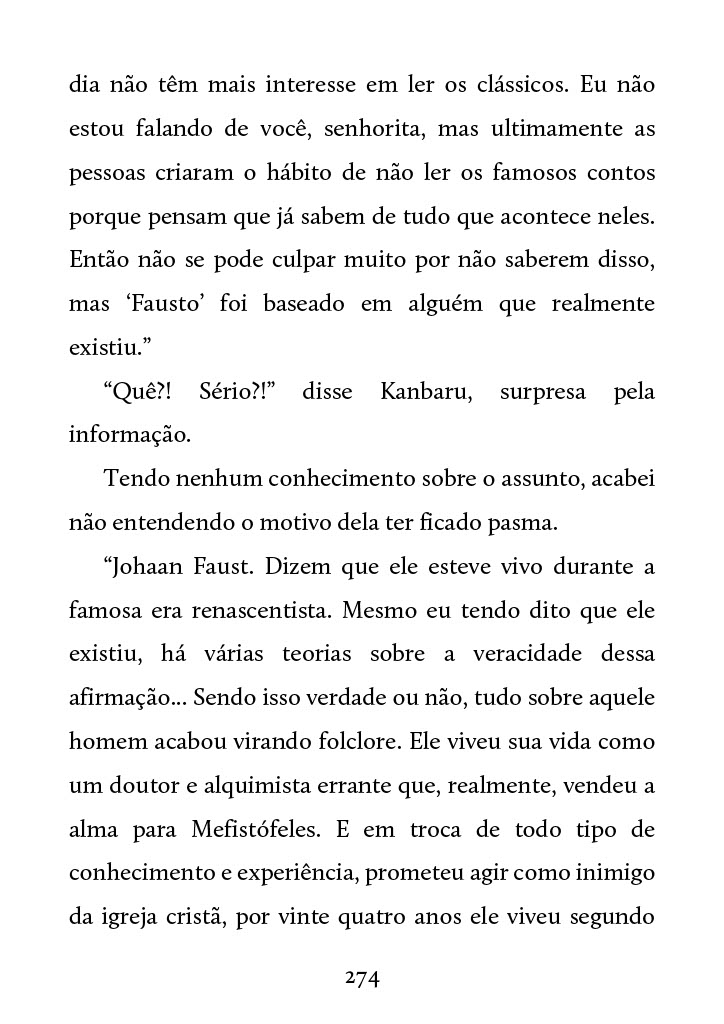 dia não têm mais interesse em ler os clássicos. Eu não
estou falando de você, senhorita, mas ultimamente as
pessoas criaram o hábito de não ler os famosos contos
porque pensam que já sabem de tudo que acontece neles.
Então não se pode culpar muito por não saberem disso,
mas ‘Fausto’ foi baseado em alguém que realmente
existiu.”
“Quê?! Sério?!” disse Kanbaru, surpresa pela
informação.
Tendo nenhum conhecimento sobre o assunto, acabei
não entendendo o motivo dela ter ficado pasma.
“Johaan Faust. Dizem que ele esteve vivo durante a
famosa era renascentista. Mesmo eu tendo dito que ele
existiu, há várias teorias sobre a veracidade dessa
afirmação... Sendo isso verdade ou não, tudo sobre aquele
homem acabou virando folclore. Ele viveu sua vida como
um doutor e alquimista errante que, realmente, vendeu a
alma para Mefistófeles. E em troca de todo tipo de
conhecimento e experiência, prometeu agir como inimigo
da igreja cristã, por vinte quatro anos ele viveu segundo
274